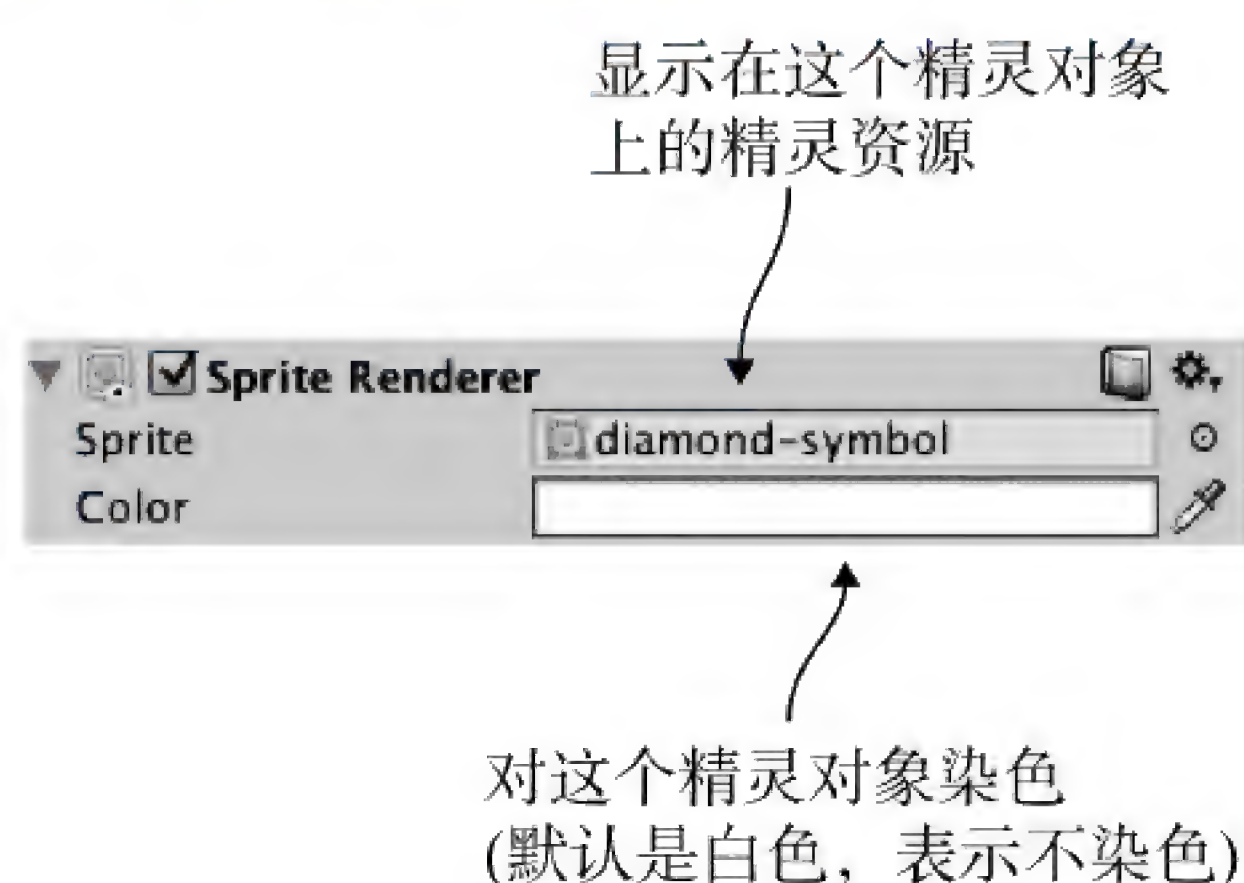 显示在这个精灵对象
上的精灵资源
Sprite Renderer
Sprite diamond-symbol
Color
对这个精灵对象染色
(默认是白色，表示不染色)